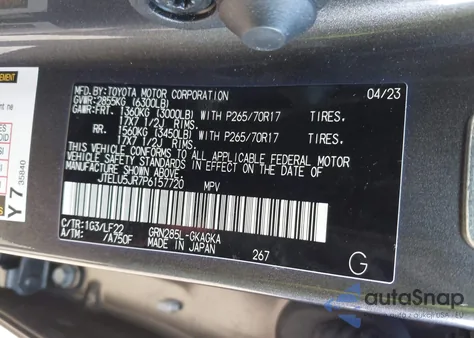 MFD.BY:TOYOTA MOTOR CORPORATION 04/23
GVWR:2855KG (6300LB)
GAWR:FRT. 1360KG (3000LB) WITH P265/70R17 TIRES,
17X7 1/2J RIMS,
RR. 1560KG (3450LB) WITH P265/70R17 TIRES,
17X7 1/2J RIMS,
THIS VEHICLE CONFORMS TO ALL APPLICABLE FEDERAL MOTOR
VEHICLE SAFETY STANDARDS IN EFFECT ON THE DATE OF
MANUFACTURE SHOWN ABOVE.
JTELU5JR7P6157720 MPV
C/TR:1G3/LF22 GRN285L-GKAGKA
A/TM: /A750F MADE IN JAPAN 267
G
EMENT
Y7
35840
autoSnap